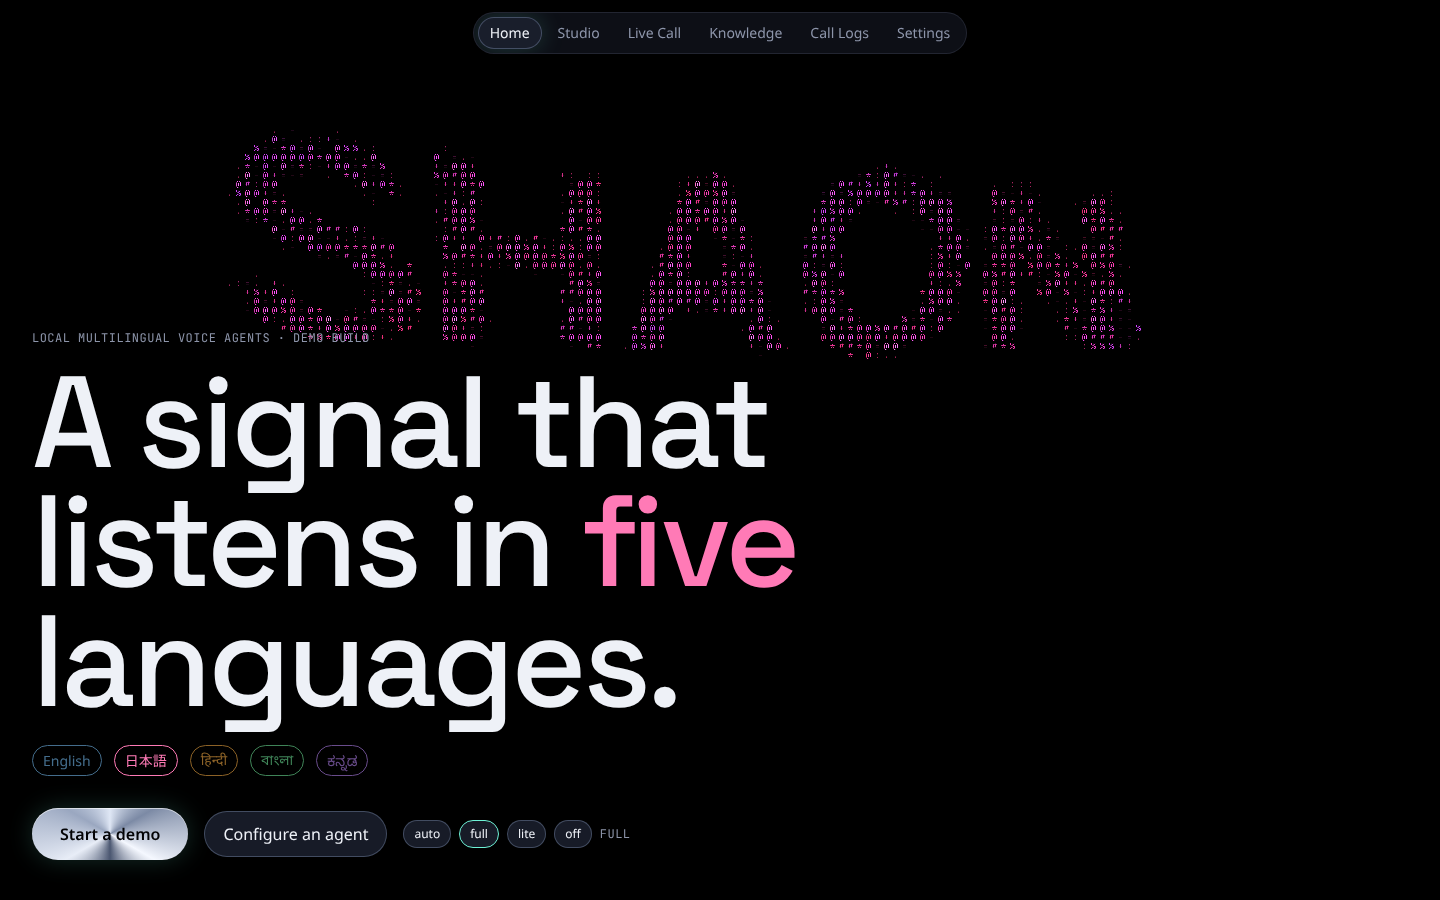 Home Studio Live Call Knowledge Call Logs Settings
SHAON
LOCAL MULTILINGUAL VOICE AGENTS · DEMO BUILD
A signal that
listens in five
languages.
English 日本語 हिन्दी বাংলা ಕನ್ನಡ
Start a demo Configure an agent auto full lite off FULL